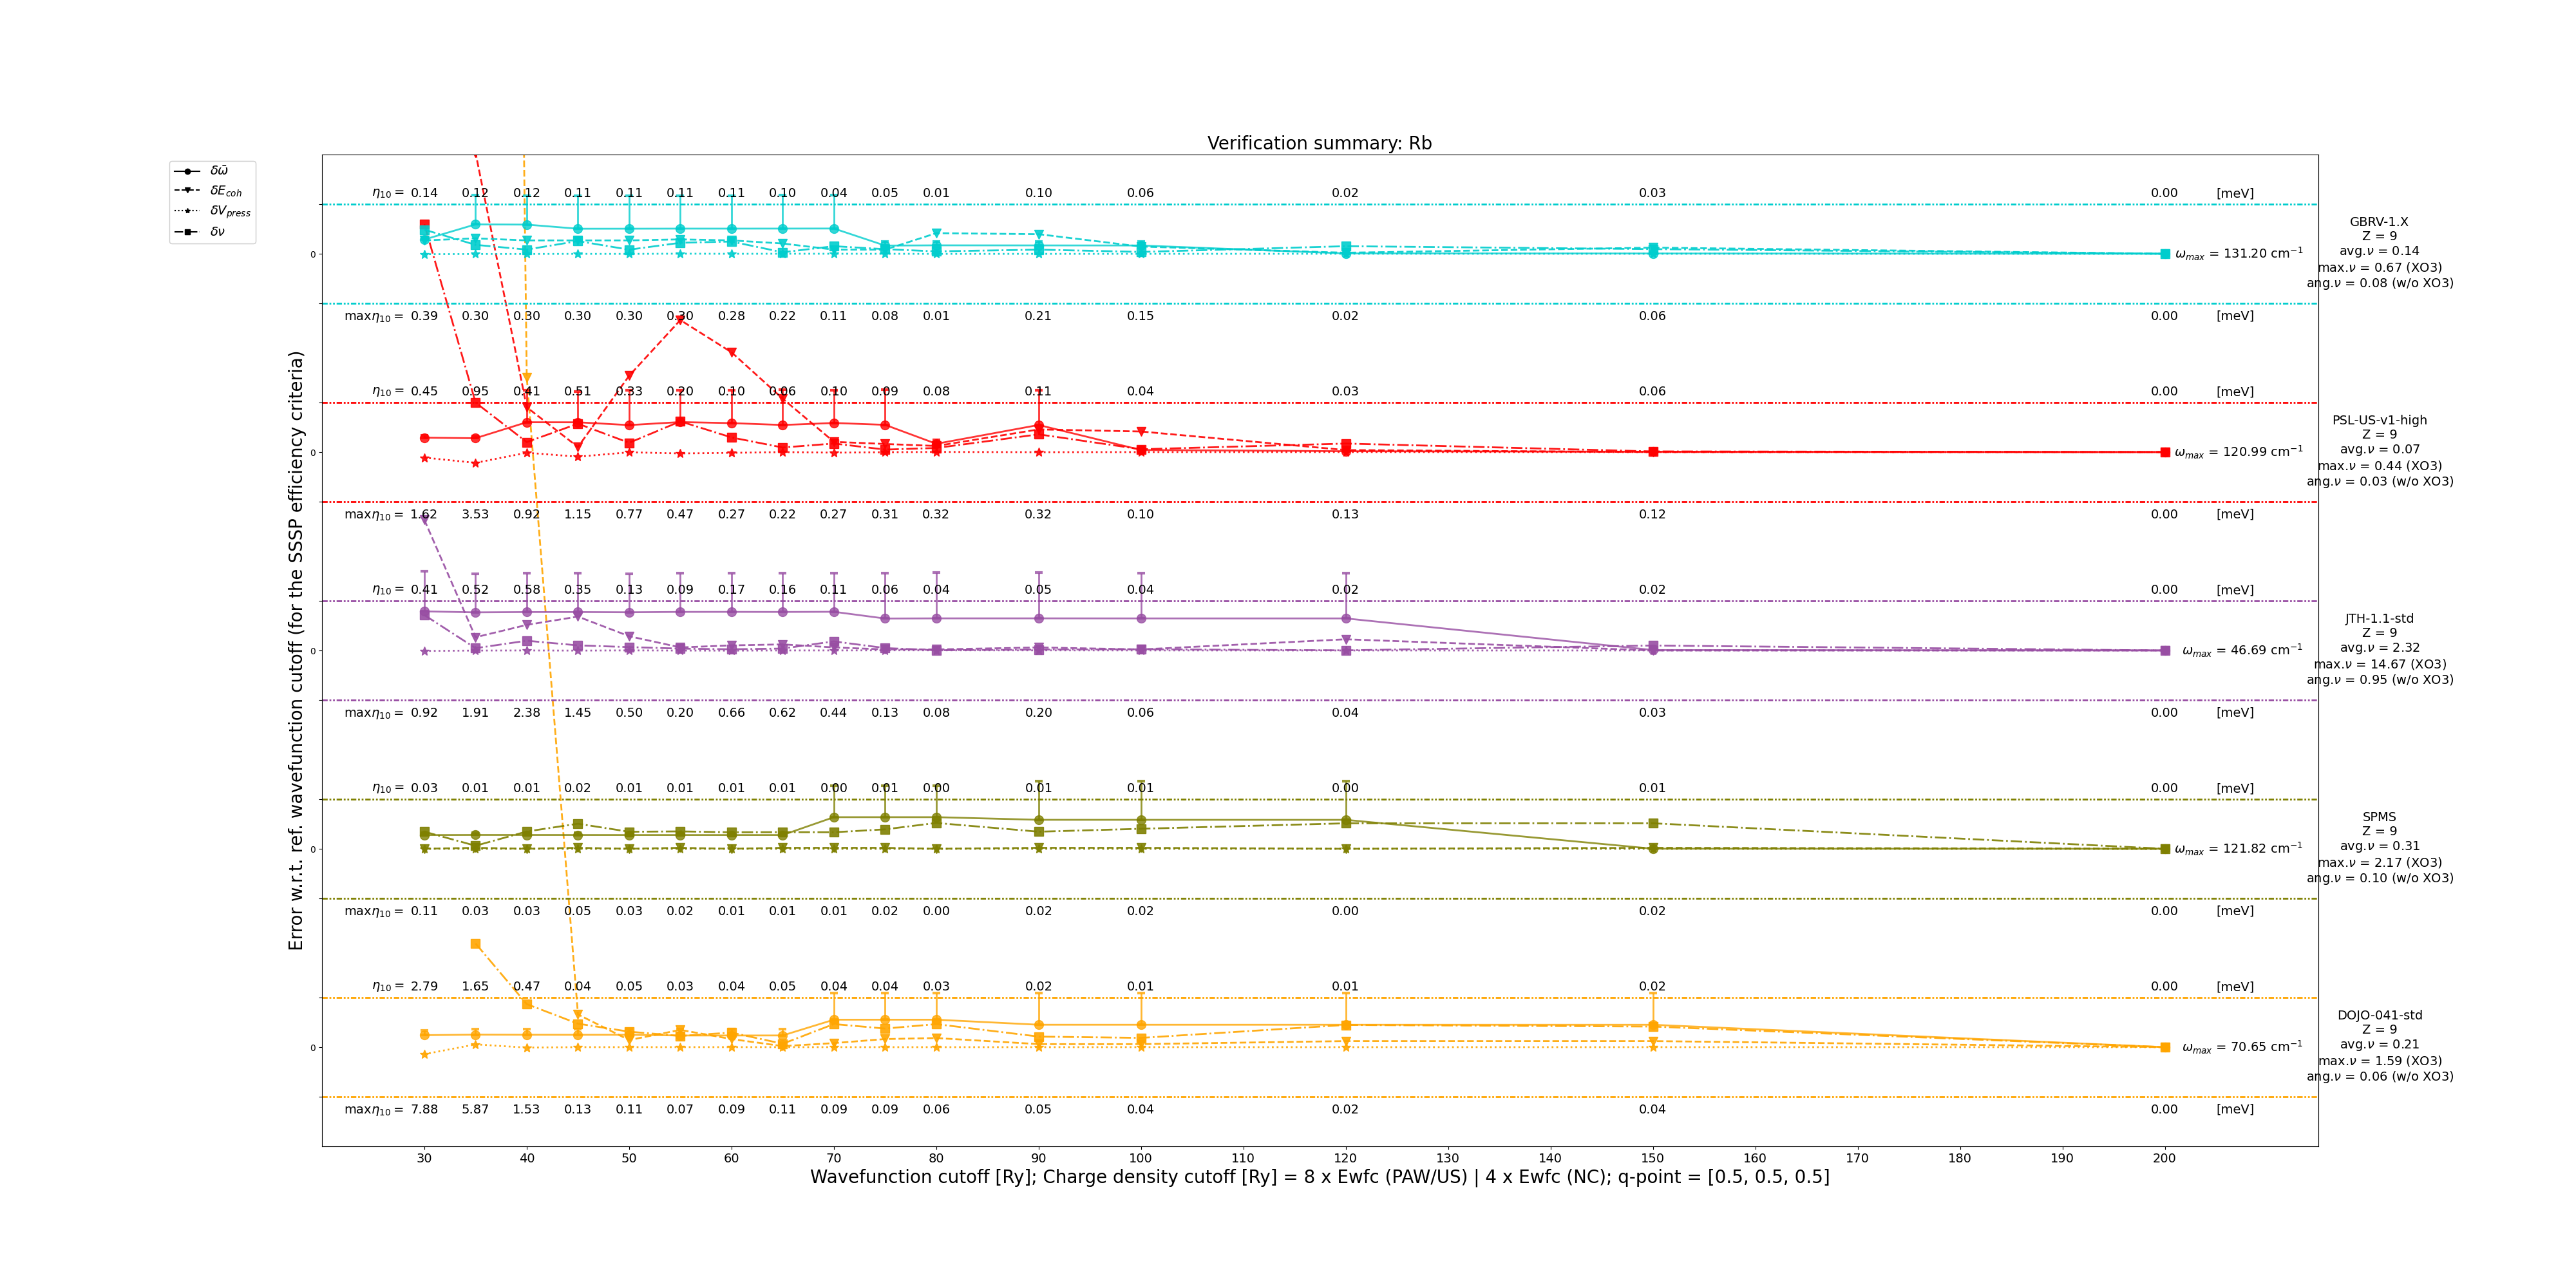 Verification summary: Rb
δω̄
δE_coh
δV_press
δν
Error w.r.t. ref. wavefunction cutoff (for the SSSP efficiency criteria)
η₁₀ = 0.14 0.12 0.12 0.11 0.11 0.11 0.11 0.10 0.04 0.05 0.01 0.10 0.06 0.02 0.03 0.00 [meV]
0
ω_max = 131.20 cm⁻¹
GBRV-1.X
Z = 9
avg.ν = 0.14
max.ν = 0.67 (XO3)
ang.ν = 0.08 (w/o XO3)
maxη₁₀ = 0.39 0.30 0.30 0.30 0.30 0.30 0.28 0.22 0.11 0.08 0.01 0.21 0.15 0.02 0.06 0.00 [meV]
η₁₀ = 0.45 0.95 0.41 0.51 0.33 0.20 0.10 0.06 0.10 0.09 0.08 0.11 0.04 0.03 0.06 0.00 [meV]
0
ω_max = 120.99 cm⁻¹
PSL-US-v1-high
Z = 9
avg.ν = 0.07
max.ν = 0.44 (XO3)
ang.ν = 0.03 (w/o XO3)
maxη₁₀ = 1.62 3.53 0.92 1.15 0.77 0.47 0.27 0.22 0.27 0.31 0.32 0.32 0.10 0.13 0.12 0.00 [meV]
η₁₀ = 0.41 0.52 0.58 0.35 0.13 0.09 0.17 0.16 0.11 0.06 0.04 0.05 0.04 0.02 0.02 0.00 [meV]
0
ω_max = 46.69 cm⁻¹
JTH-1.1-std
Z = 9
avg.ν = 2.32
max.ν = 14.67 (XO3)
ang.ν = 0.95 (w/o XO3)
maxη₁₀ = 0.92 1.91 2.38 1.45 0.50 0.20 0.66 0.62 0.44 0.13 0.08 0.20 0.06 0.04 0.03 0.00 [meV]
η₁₀ = 0.03 0.01 0.01 0.02 0.01 0.01 0.01 0.01 0.00 0.01 0.00 0.01 0.01 0.00 0.01 0.00 [meV]
0
ω_max = 121.82 cm⁻¹
SPMS
Z = 9
avg.ν = 0.31
max.ν = 2.17 (XO3)
ang.ν = 0.10 (w/o XO3)
maxη₁₀ = 0.11 0.03 0.03 0.05 0.03 0.02 0.01 0.01 0.01 0.02 0.00 0.02 0.02 0.00 0.02 0.00 [meV]
η₁₀ = 2.79 1.65 0.47 0.04 0.05 0.03 0.04 0.05 0.04 0.04 0.03 0.02 0.01 0.01 0.02 0.00 [meV]
0
ω_max = 70.65 cm⁻¹
DOJO-041-std
Z = 9
avg.ν = 0.21
max.ν = 1.59 (XO3)
ang.ν = 0.06 (w/o XO3)
maxη₁₀ = 7.88 5.87 1.53 0.13 0.11 0.07 0.09 0.11 0.09 0.09 0.06 0.05 0.04 0.02 0.04 0.00 [meV]
30 40 50 60 70 80 90 100 110 120 130 140 150 160 170 180 190 200
Wavefunction cutoff [Ry]; Charge density cutoff [Ry] = 8 x Ewfc (PAW/US) | 4 x Ewfc (NC); q-point = [0.5, 0.5, 0.5]